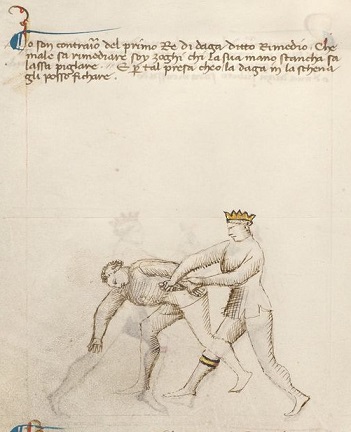 Io son contraio del primo Re di daga ditto Rimedio. Che
male sa rimediare soy zoghi chi la sua mano stancha sa
lassa pigliare. E per tal presa cheo la daga in la schena
gli posso fichare.